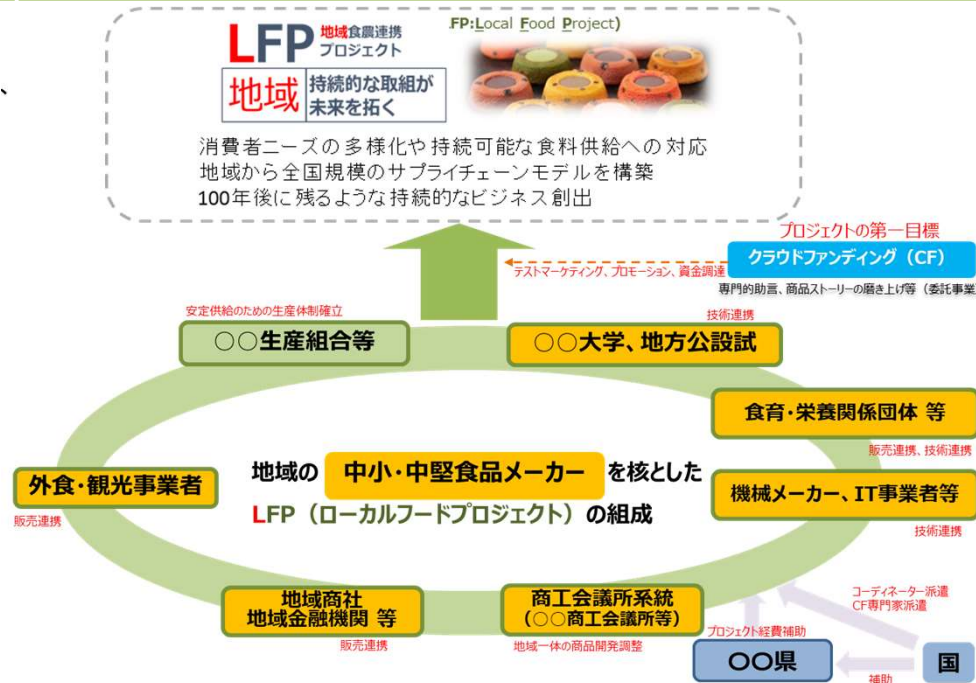 、
.FP:Local Food Project)
LFP 地域食農連携
プロジェクト
地域 持続的な取組が
未来を拓く
消費者ニーズの多様化や持続可能な食料供給への対応
地域から全国規模のサプライチェーンモデルを構築
100年後に残るような持続的なビジネス創出
プロジェクトの第一目標
クラウドファンディング(CF)
テストマーケティング、プロモーション、資金調達
専門的助言、商品ストーリーの磨き上げ等(委託事業
安定供給のための生産体制確立
○○生産組合等
技術連携
○○大学、地方公設試
食育・栄養関係団体 等
販売連携、技術連携
外食・観光事業者
販売連携
地域の 中小・中堅食品メーカー を核とした
LFP(ローカルフードプロジェクト)の組成
機械メーカー、IT事業者等
技術連携
地域商社
地域金融機関 等
販売連携
商工会議所系統
(○○商工会議所等)
地域一体の商品開発調整
コーディネーター派遣
CF専門家派遣
プロジェクト経費補助
○○県
補助
国